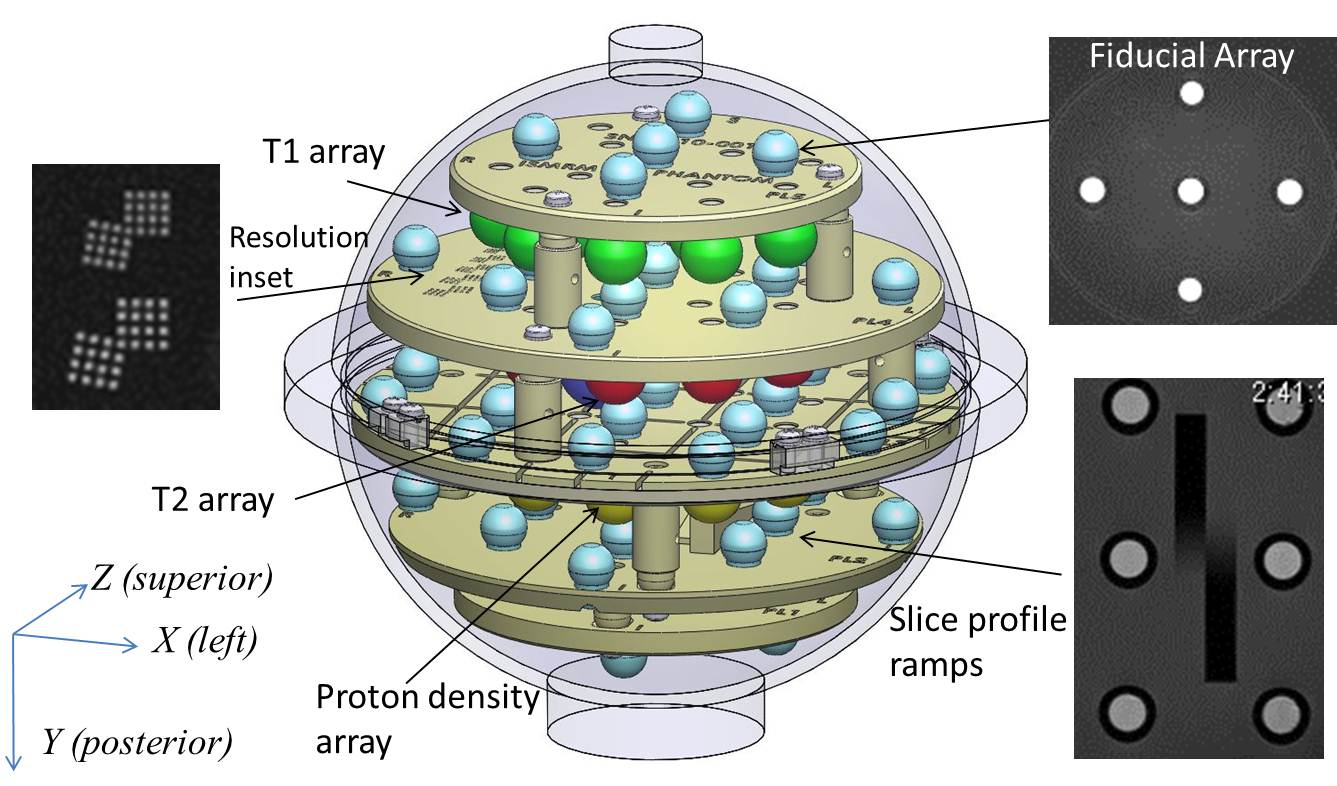 Fiducial Array
T1 array
Resolution
inset
T2 array
Z (superior)
X (left)
Y (posterior)
Proton density
array
Slice profile
ramps
2:41:3
S
R
ISMRM
PHANTOM
L
I
PL5
R
L
PL4
I
R
PL2
I
PL1
L